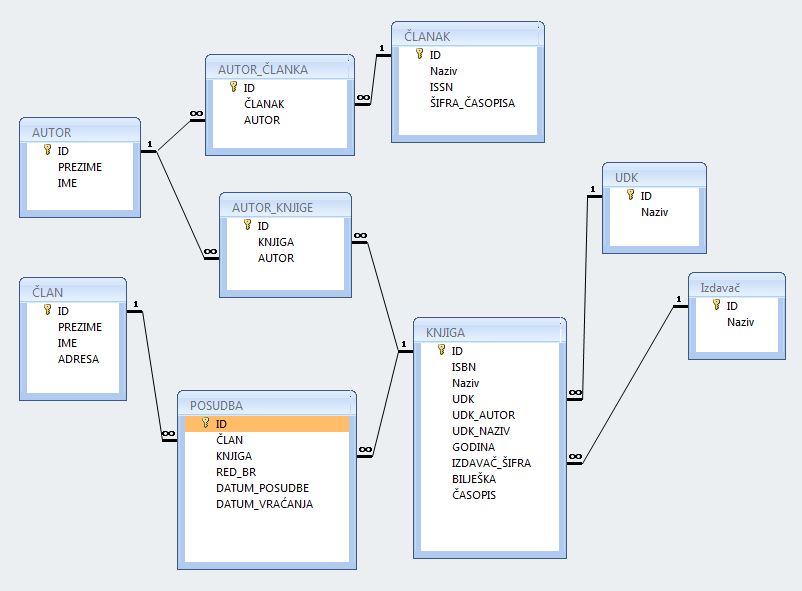 ČLANAK
ID
Naziv
ISSN
ŠIFRA_ČASOPISA
1
AUTOR_ČLANKA
ID
ČLANAK
AUTOR
∞
∞
AUTOR
ID
PREZIME
IME
1
AUTOR_KNJIGE
ID
KNJIGA
AUTOR
∞
∞
UDK
ID
Naziv
1
ČLAN
ID
PREZIME
IME
ADRESA
1
Izdavač
ID
Naziv
1
KNJIGA
ID
ISBN
Naziv
UDK
UDK_AUTOR
UDK_NAZIV
GODINA
IZDAVAČ_ŠIFRA
BILJEŠKA
ČASOPIS
1
∞
∞
POSUDBA
ID
ČLAN
KNJIGA
RED_BR
DATUM_POSUDBE
DATUM_VRAĆANJA
∞
∞